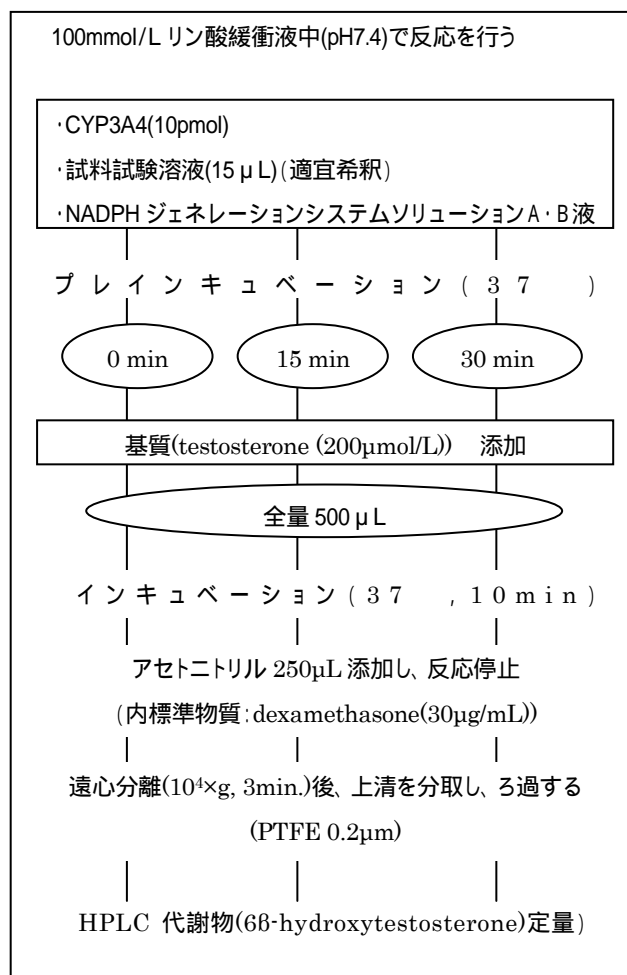 100mmol/L リン酸緩衝液中(pH7.4)で反応を行う
・CYP3A4(10pmol)
・試料試験溶液(15μL)(適宜希釈)
・NADPH ジェネレーションシステムソリューション A・B 液
プレインキュベーション(37 )
0 min 15 min 30 min
基質(testosterone (200μmol/L)) 添加
全量 500μL
インキュベーション(37 ,10min)
アセトニトリル 250μL 添加し、反応停止
(内標準物質:dexamethasone(30μg/mL))
遠心分離(10⁴×g, 3min.)後、上清を分取し、ろ過する
(PTFE 0.2μm)
HPLC 代謝物(6β-hydroxytestosterone)定量)